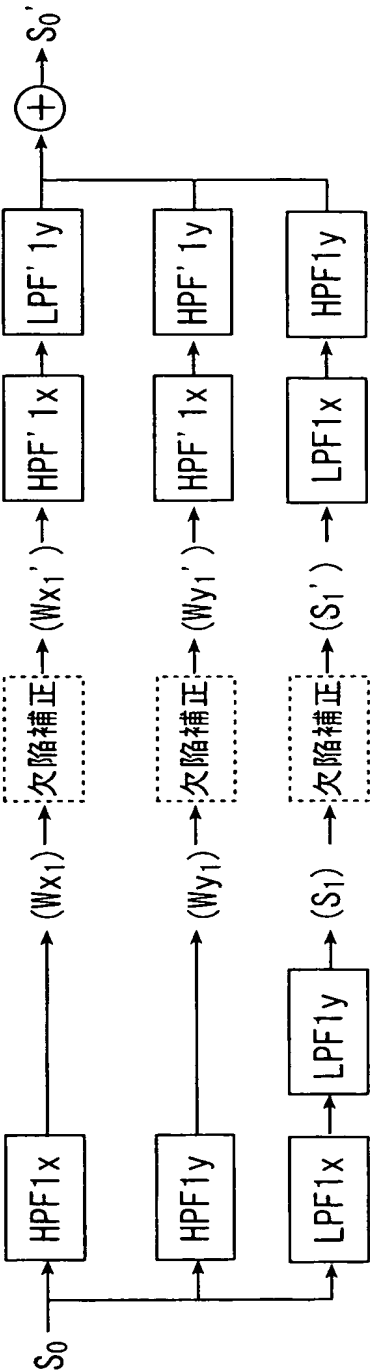 S₀
HPF1x
(Wx₁)
欠陥補正
(Wx₁')
HPF'1x
LPF'1y
+
S₀'
HPF1y
(Wy₁)
欠陥補正
(Wy₁')
HPF'1x
HPF'1y
LPF1x
LPF1y
(S₁)
欠陥補正
(S₁')
LPF1x
HPF1y